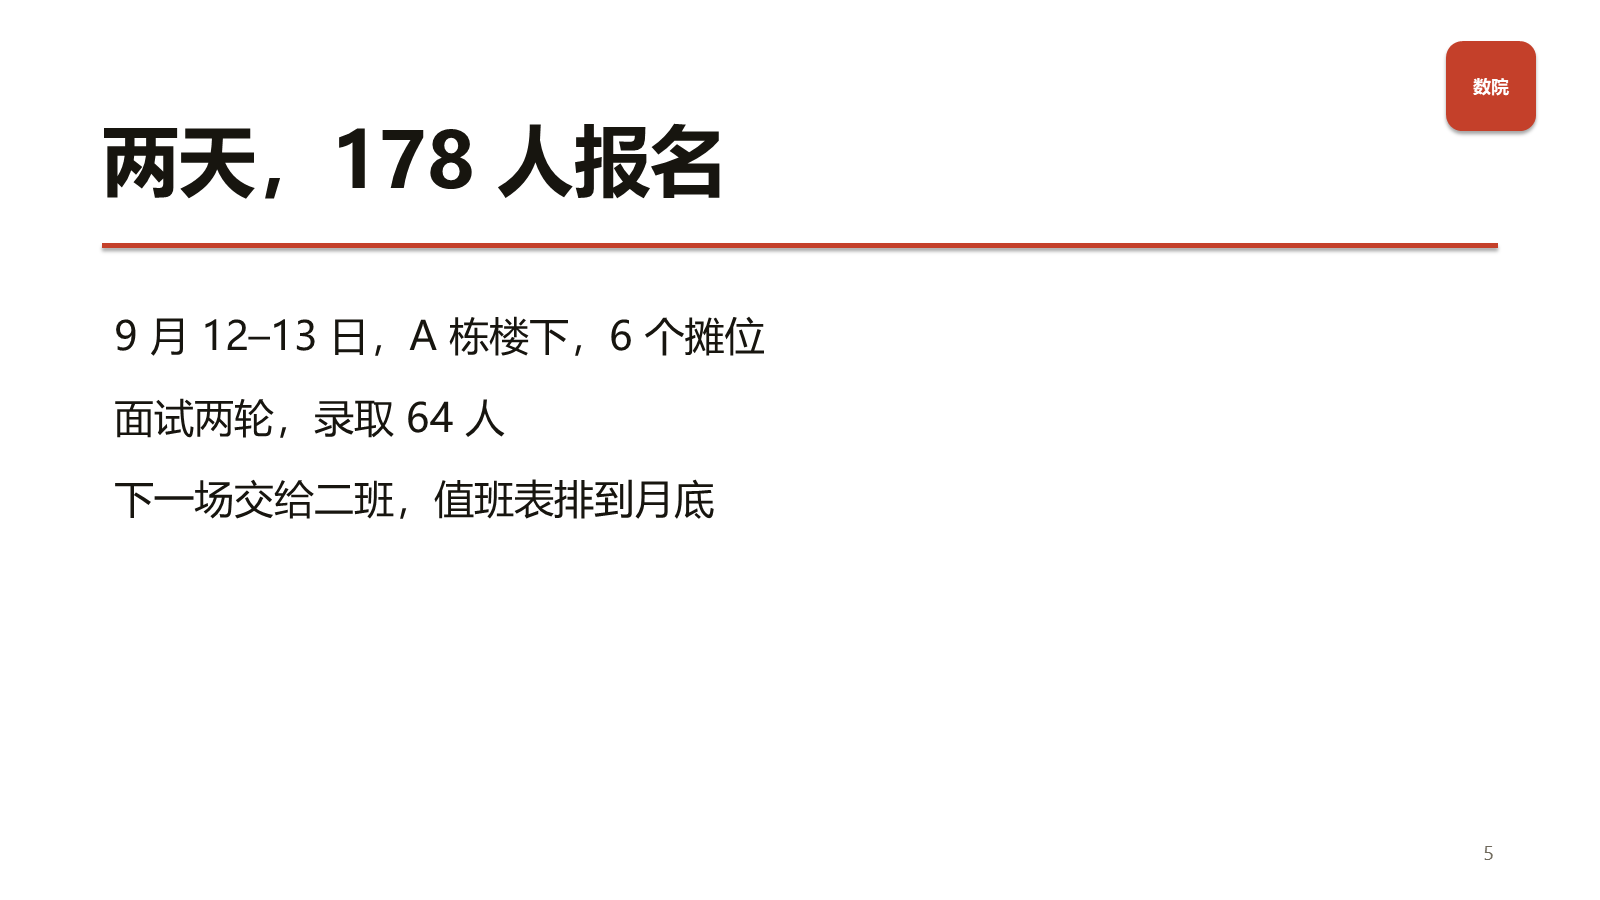 数院
两天，178 人报名
9 月 12–13 日，A 栋楼下，6 个摊位
面试两轮，录取 64 人
下一场交给二班，值班表排到月底
5